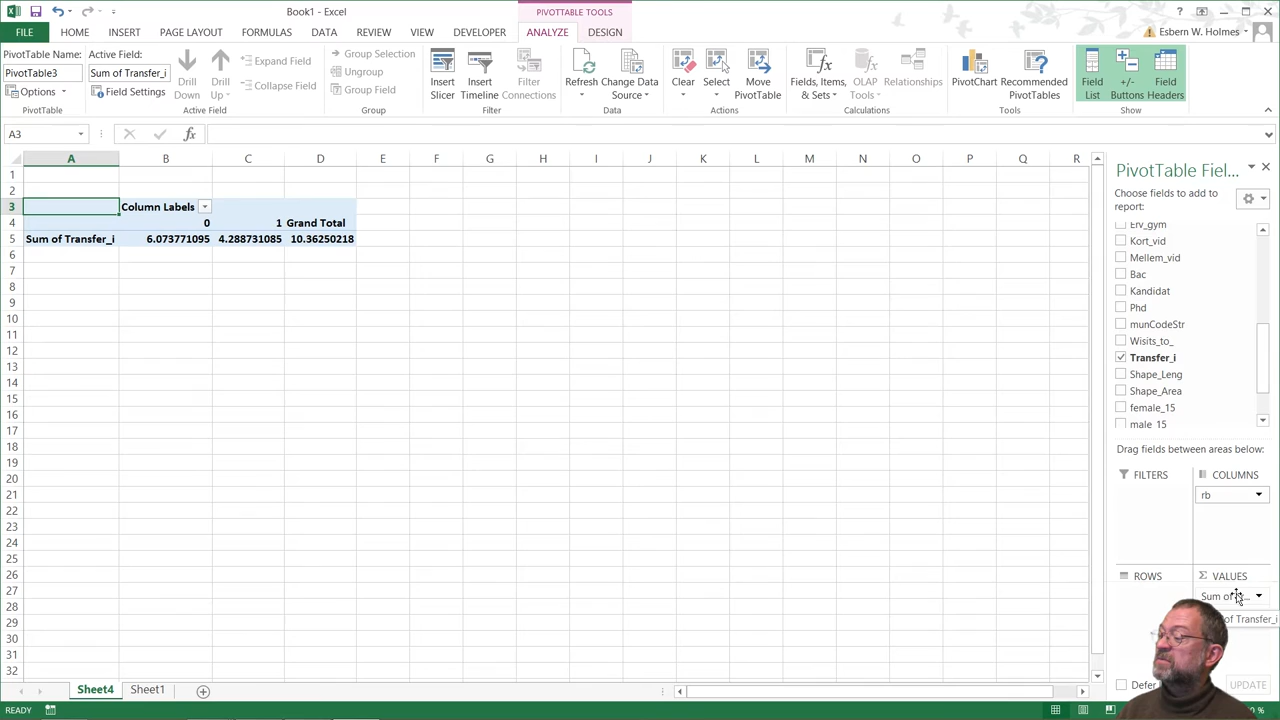 Book1 - Excel
PIVOTTABLE TOOLS
?
FILE
HOME
INSERT
PAGE LAYOUT
FORMULAS
DATA
REVIEW
VIEW
DEVELOPER
ANALYZE
DESIGN
Esbern W. Holmes
PivotTable Name:
PivotTable3
Options
PivotTable
Active Field:
Sum of Transfer_i
Field Settings
Drill Down
Drill Up
Expand Field
Collapse Field
Active Field
Group Selection
Ungroup
Group Field
Group
Insert Slicer
Insert Timeline
Filter Connections
Filter
Refresh
Change Data Source
Data
Clear
Select
Move PivotTable
Actions
Fields, Items, & Sets
OLAP Tools
Relationships
Calculations
PivotChart
Recommended PivotTables
Tools
Field List
+/- Buttons
Field Headers
Show
A3
fx
A B C D E F G H I J K L M N O P Q R
1
2
3 Column Labels
4 0 1 Grand Total
5 Sum of Transfer_i 6.073771095 4.288731085 10.36250218
6
7
8
9
10
11
12
13
14
15
16
17
18
19
20
21
22
23
24
25
26
27
28
29
30
31
32
PivotTable Fiel...
Choose fields to add to
report:
Erv_gym
Kort_vid
Mellem_vid
Bac
Kandidat
Phd
munCodeStr
Wisits_to_
Transfer_i
Shape_Leng
Shape_Area
female_15
male_15
Drag fields between areas below:
FILTERS
COLUMNS
rb
ROWS
VALUES
Sum of
of Transfer_i
Defer
UPDATE
Sheet4
Sheet1
READY
%